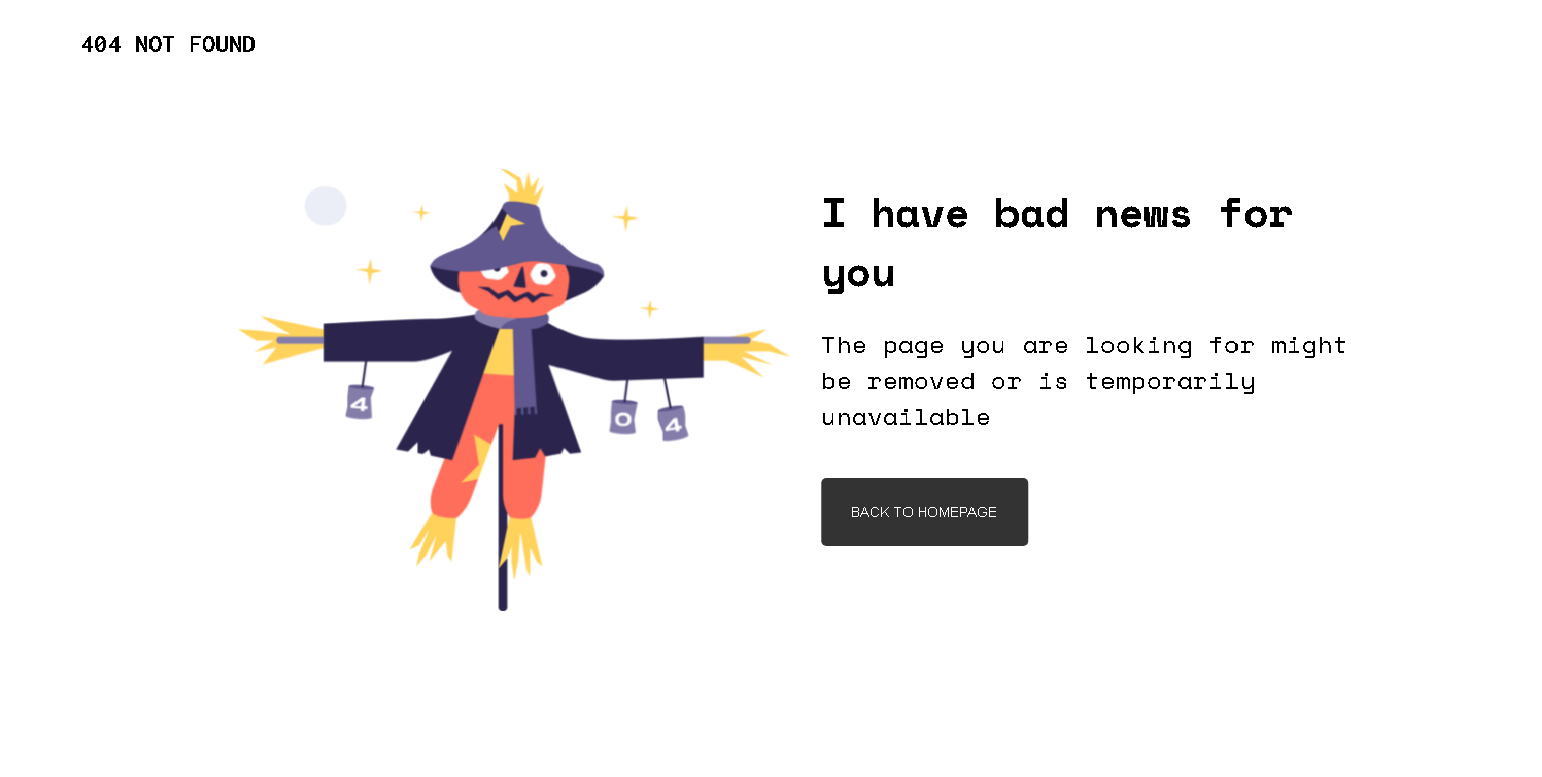 404 NOT FOUND
I have bad news for
you
The page you are looking for might
be removed or is temporarily
unavailable
BACK TO HOMEPAGE
4
0
4